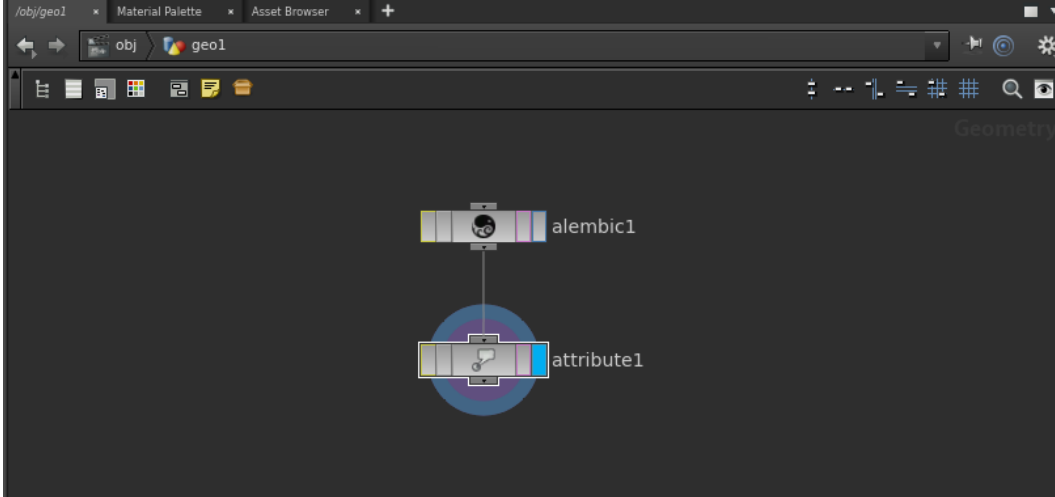 /obj/geo1 Material Palette Asset Browser
obj geo1
Geometry
alembic1
attribute1